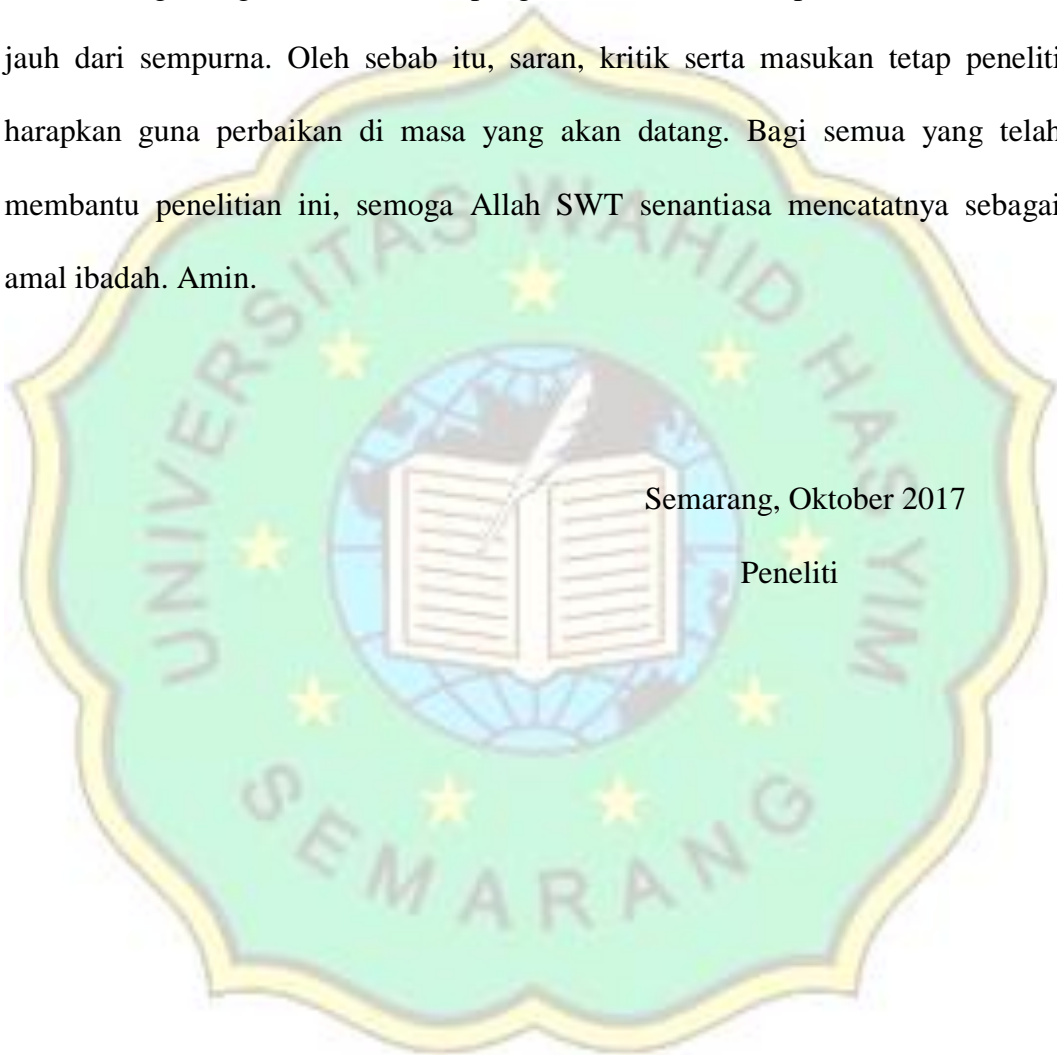 jauh dari sempurna. Oleh sebab itu, saran, kritik serta masukan tetap peneliti
harapkan guna perbaikan di masa yang akan datang. Bagi semua yang telah
membantu penelitian ini, semoga Allah SWT senantiasa mencatatnya sebagai
amal ibadah. Amin.
UNIVERSITAS WAHID HASYIM
Semarang, Oktober 2017
Peneliti
SEMARANG